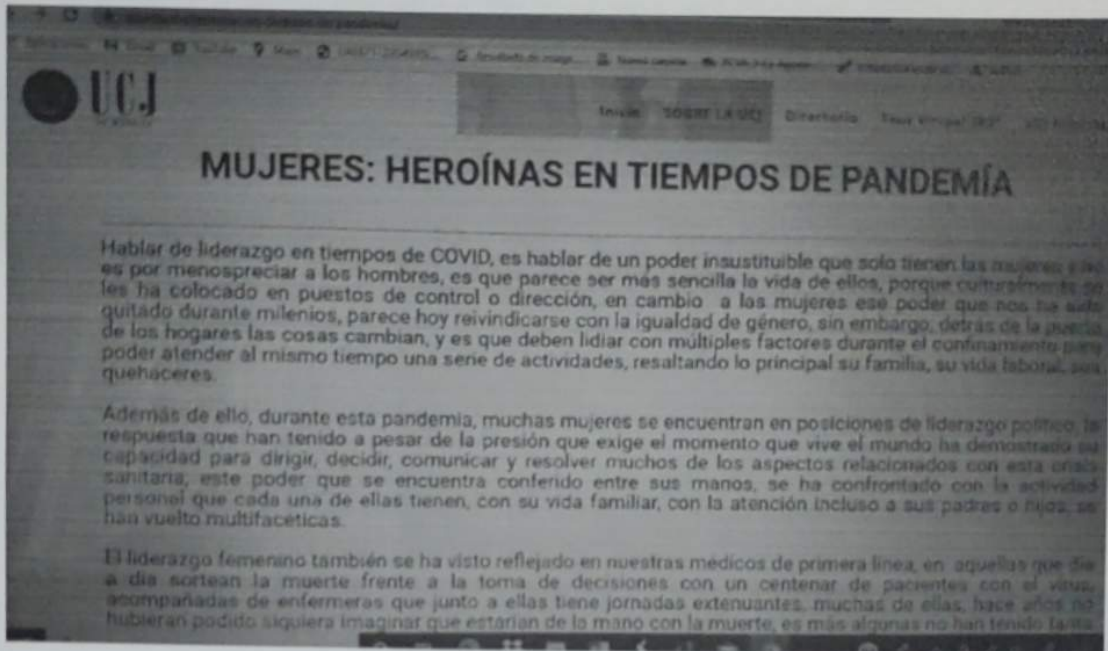 Gmail YouTube Maps
UCJ
Inicio SOBRE LA UCJ Directorio
MUJERES: HEROÍNAS EN TIEMPOS DE PANDEMÍA
Hablar de liderazgo en tiempos de COVID, es hablar de un poder insustituible que solo tienen las mujeres
es por menospreciar a los hombres, es que parece ser más sencilla la vida de ellos, porque culturalmente se
les ha colocado en puestos de control o dirección, en cambio a las mujeres ese poder que nos ha sido
quitado durante milenios, parece hoy reivindicarse con la igualdad de género, sin embargo, detrás de la puerta
de los hogares las cosas cambian, y es que deben lidiar con múltiples factores durante el confinamiento para
poder atender al mismo tiempo una serie de actividades, resaltando lo principal su familia, su vida laboral, sus
quehaceres.
Además de ello, durante esta pandemia, muchas mujeres se encuentran en posiciones de liderazgo político, la
respuesta que han tenido a pesar de la presión que exige el momento que vive el mundo ha demostrado su
capacidad para dirigir, decidir, comunicar y resolver muchos de los aspectos relacionados con esta crisis
sanitaria, este poder que se encuentra conferido entre sus manos, se ha confrontado con la actividad
personal que cada una de ellas tienen, con su vida familiar, con la atención incluso a sus padres o hijos, se
han vuelto multifacéticas.
El liderazgo femenino también se ha visto reflejado en nuestras médicos de primera línea, en aquellas que día
a día sortean la muerte frente a la toma de decisiones con un centenar de pacientes con el virus,
acompañadas de enfermeras que junto a ellas tiene jornadas extenuantes, muchas de ellas, hace años no
hubieran podido siquiera imaginar que estarían de la mano con la muerte, es más algunas no han tenido tanta